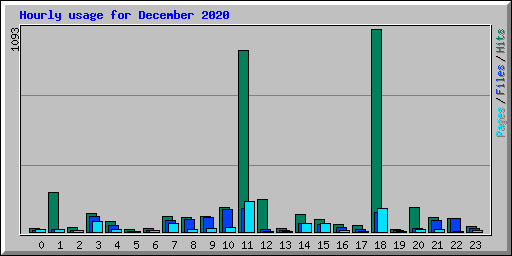 Hourly usage for December 2020
1093
Pages/Files/Hits
0 1 2 3 4 5 6 7 8 9 10 11 12 13 14 15 16 17 18 19 20 21 22 23